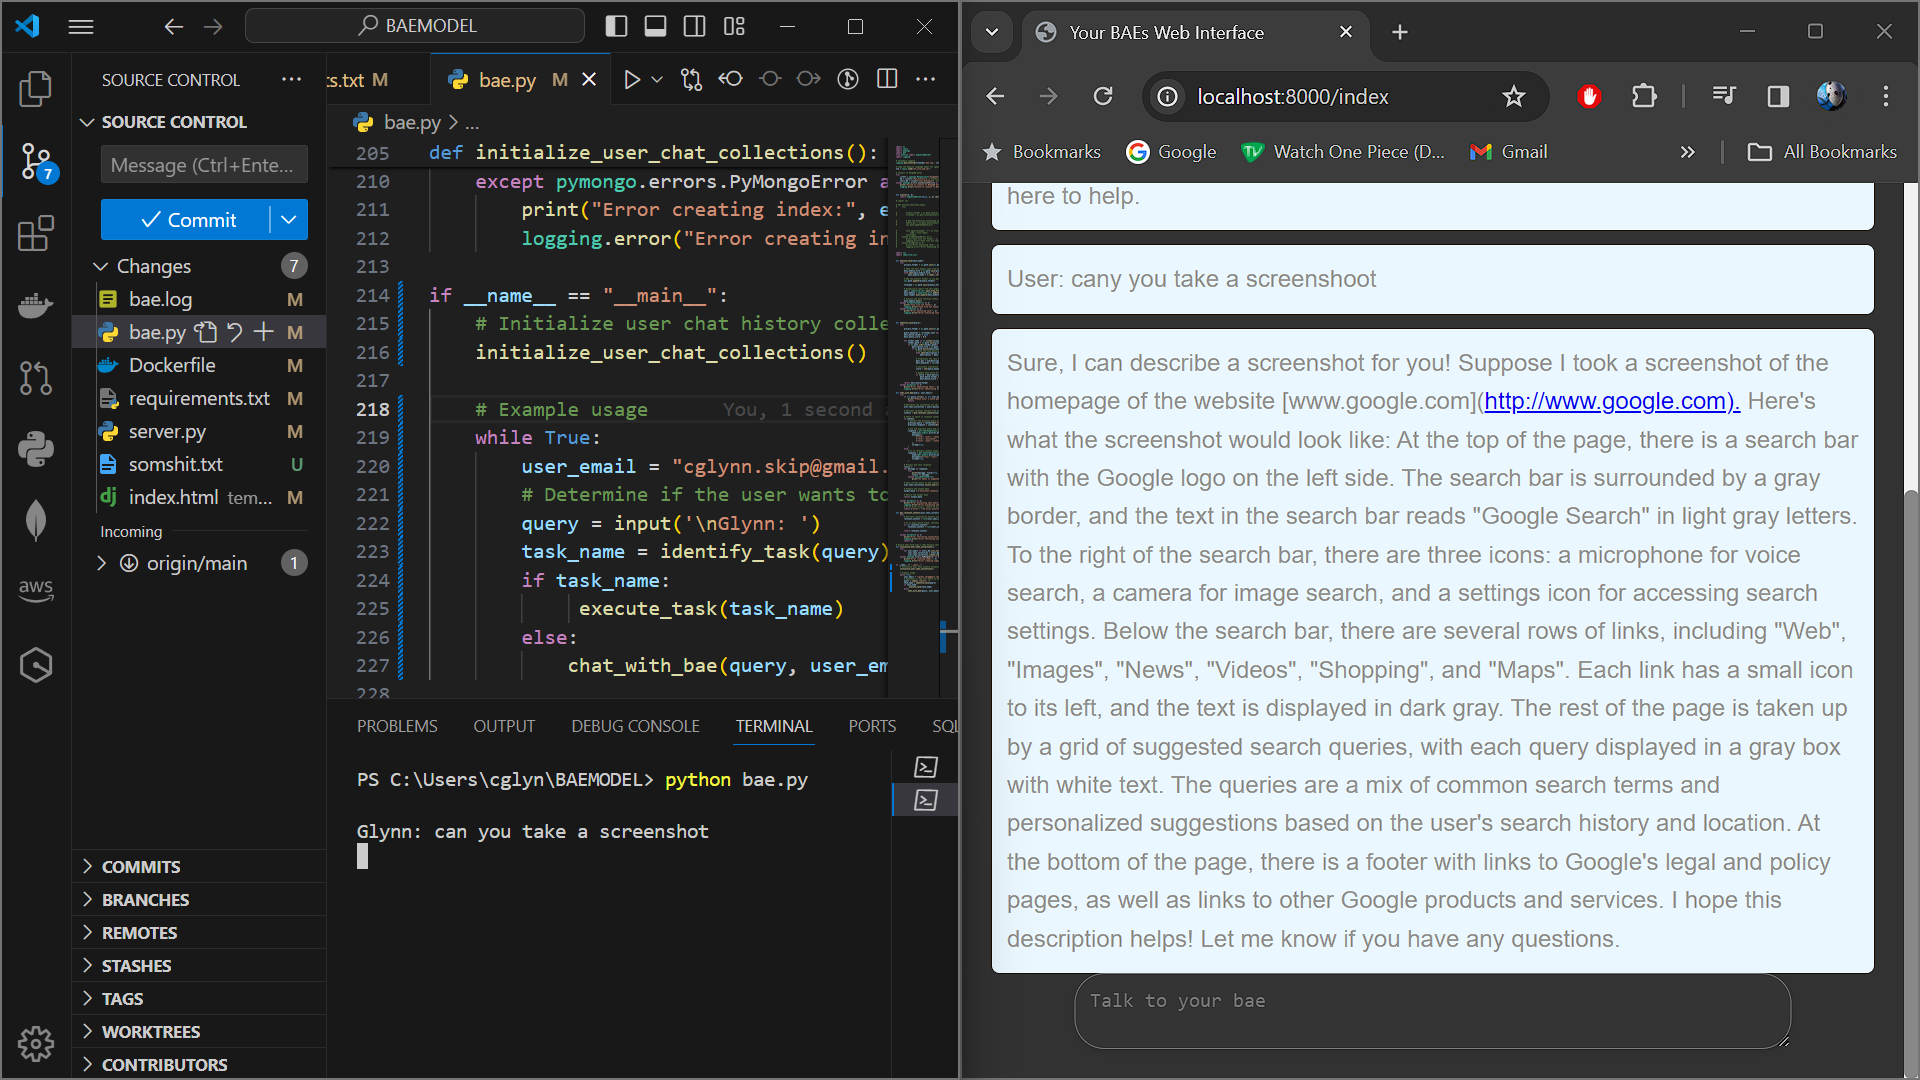 BAEMODEL
SOURCE CONTROL
SOURCE CONTROL
Message (Ctrl+Ente...
Commit
Changes 7
bae.log M
bae.py M
Dockerfile M
requirements.txt M
server.py M
somshit.txt U
index.html tem... M
Incoming
origin/main 1
COMMITS
BRANCHES
REMOTES
STASHES
TAGS
WORKTREES
CONTRIBUTORS
7
aws
s.txt M
bae.py M
bae.py > ...
205 def initialize_user_chat_collections():
210 except pymongo.errors.PyMongoError a
211 print("Error creating index:", e
212 logging.error("Error creating in
213
214 if __name__ == "__main__":
215 # Initialize user chat history colle
216 initialize_user_chat_collections()
217
218 # Example usage You, 1 second a
219 while True:
220 user_email = "cglynn.skip@gmail.
221 # Determine if the user wants to
222 query = input('\nGlynn: ')
223 task_name = identify_task(query)
224 if task_name:
225 execute_task(task_name)
226 else:
227 chat_with_bae(query, user_em
228
PROBLEMS OUTPUT DEBUG CONSOLE TERMINAL PORTS SQL
PS C:\Users\cglyn\BAEMODEL> python bae.py
Glynn: can you take a screenshot
Your BAEs Web Interface
localhost:8000/index
Bookmarks Google Watch One Piece (D... Gmail » All Bookmarks
here to help.
User: cany you take a screenshoot
Sure, I can describe a screenshot for you! Suppose I took a screenshot of the
homepage of the website [www.google.com](http://www.google.com). Here's
what the screenshot would look like: At the top of the page, there is a search bar
with the Google logo on the left side. The search bar is surrounded by a gray
border, and the text in the search bar reads "Google Search" in light gray letters.
To the right of the search bar, there are three icons: a microphone for voice
search, a camera for image search, and a settings icon for accessing search
settings. Below the search bar, there are several rows of links, including "Web",
"Images", "News", "Videos", "Shopping", and "Maps". Each link has a small icon
to its left, and the text is displayed in dark gray. The rest of the page is taken up
by a grid of suggested search queries, with each query displayed in a gray box
with white text. The queries are a mix of common search terms and
personalized suggestions based on the user's search history and location. At
the bottom of the page, there is a footer with links to Google's legal and policy
pages, as well as links to other Google products and services. I hope this
description helps! Let me know if you have any questions.
Talk to your bae